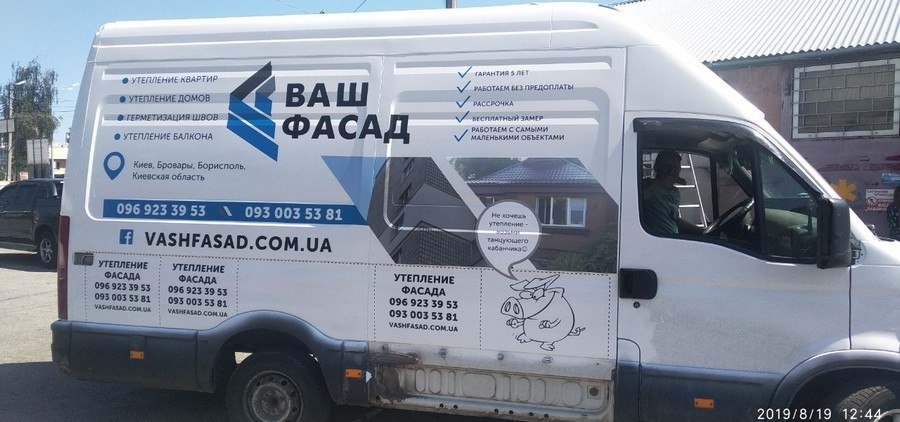 УТЕПЛЕНИЕ КВАРТИР
УТЕПЛЕНИЕ ДОМОВ
ГЕРМЕТИЗАЦИЯ ШВОВ
УТЕПЛЕНИЕ БАЛКОНА
Киев, Бровары, Борисполь,
Киевская область
096 923 39 53 \ 093 003 53 81
VASHFASAD.COM.UA
ВАШ
ФАСАД
ГАРАНТИЯ 5 ЛЕТ
РАБОТАЕМ БЕЗ ПРЕДОПЛАТЫ
РАССРОЧКА
БЕСПЛАТНЫЙ ЗАМЕР
РАБОТАЕМ С САМЫМИ
МАЛЕНЬКИМИ ОБЪЕКТАМИ
Не хочешь
утепление -
танцующего
кабанчика
УТЕПЛЕНИЕ
ФАСАДА
096 923 39 53
093 003 53 81
VASHFASAD.COM.UA
УТЕПЛЕНИЕ
ФАСАДА
096 923 39 53
093 003 53 81
VASHFASAD.COM.UA
УТЕПЛЕНИЕ
ФАСАДА
096 923 39 53
093 003 53 81
VASHFASAD.COM.UA
2019/8/19 12:44